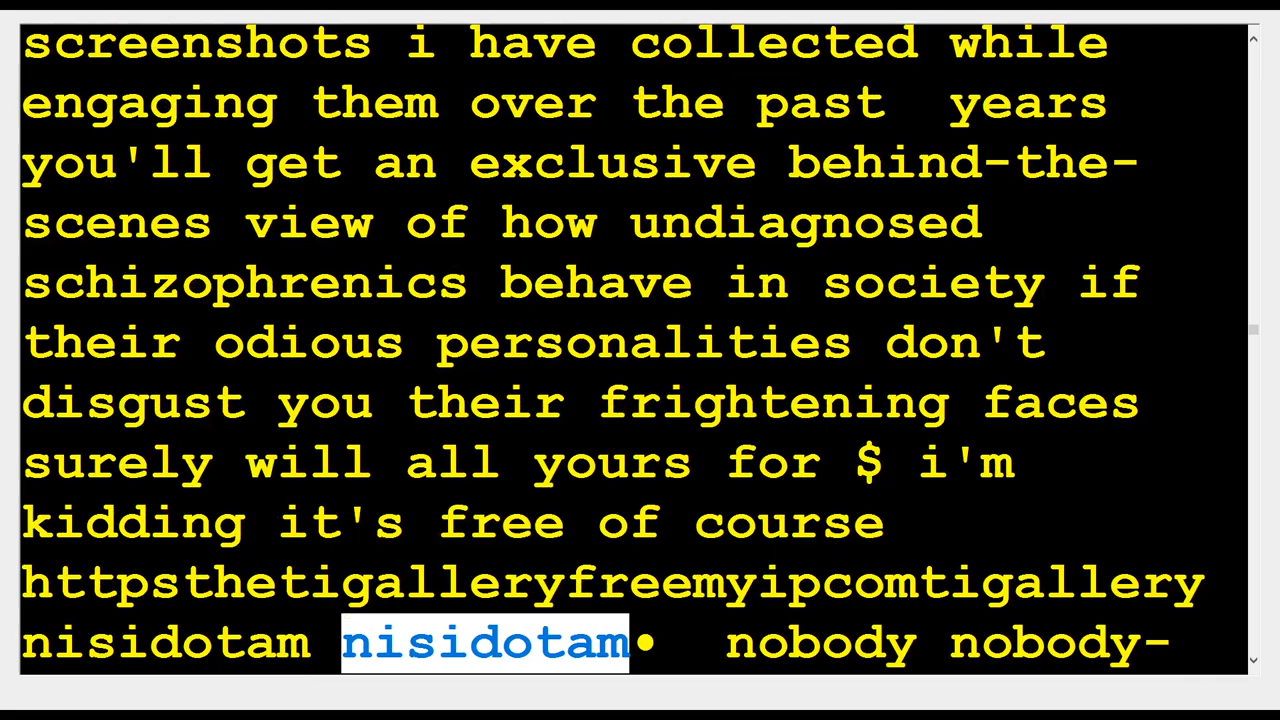 screenshots i have collected while
engaging them over the past  years
you'll get an exclusive behind-the-
scenes view of how undiagnosed
schizophrenics behave in society if
their odious personalities don't
disgust you their frightening faces
surely will all yours for $ i'm
kidding it's free of course
httpsthetigalleryfreemyipcomtigallery
nisidotam nisidotam•  nobody nobody-